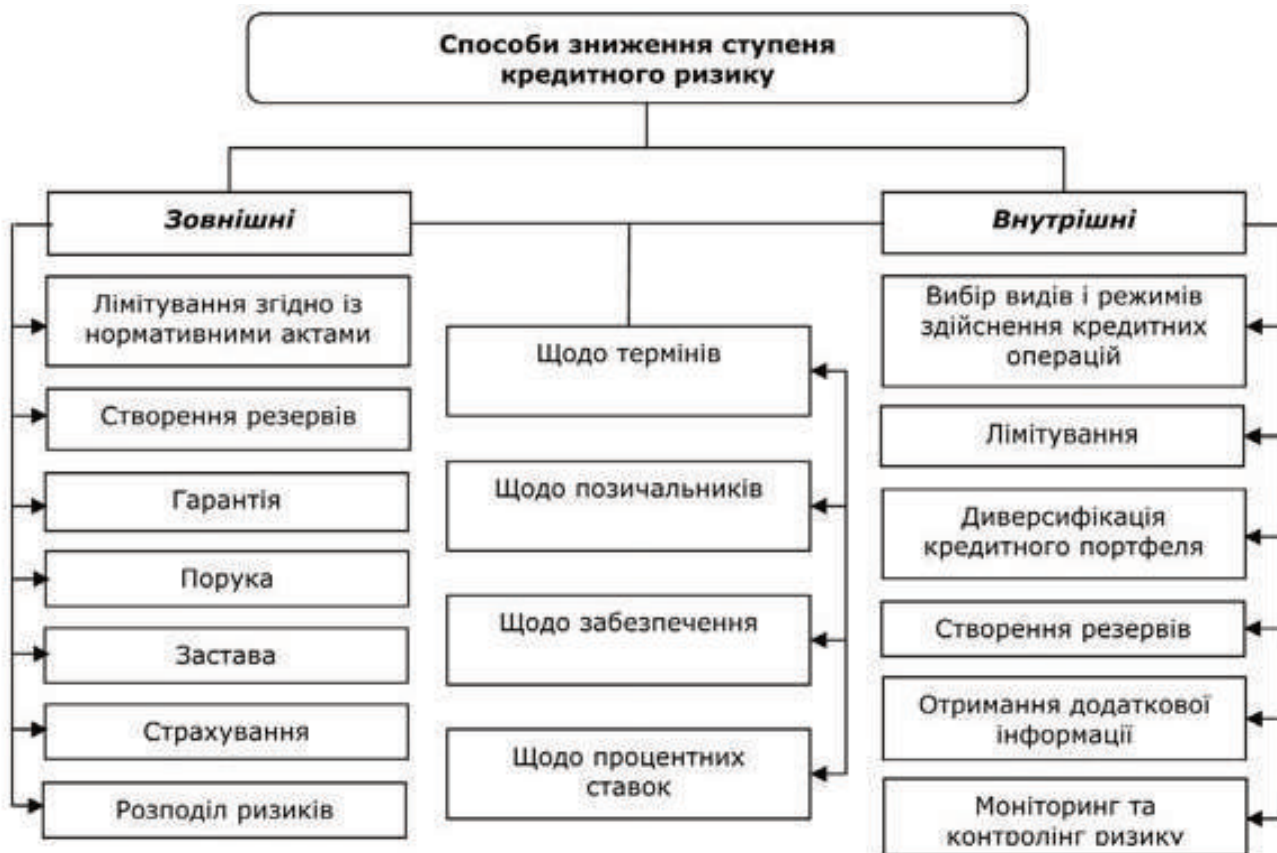 Способи зниження ступеня
кредитного ризику
Зовнішні
Лімітування згідно із
нормативними актами
Створення резервів
Гарантія
Порука
Застава
Страхування
Розподіл ризиків
Щодо термінів
Щодо позичальників
Щодо забезпечення
Щодо процентних
ставок
Внутрішні
Вибір видів і режимів
здійснення кредитних
операцій
Лімітування
Диверсифікація
кредитного портфеля
Створення резервів
Отримання додаткової
інформації
Моніторинг та
контролінг ризику